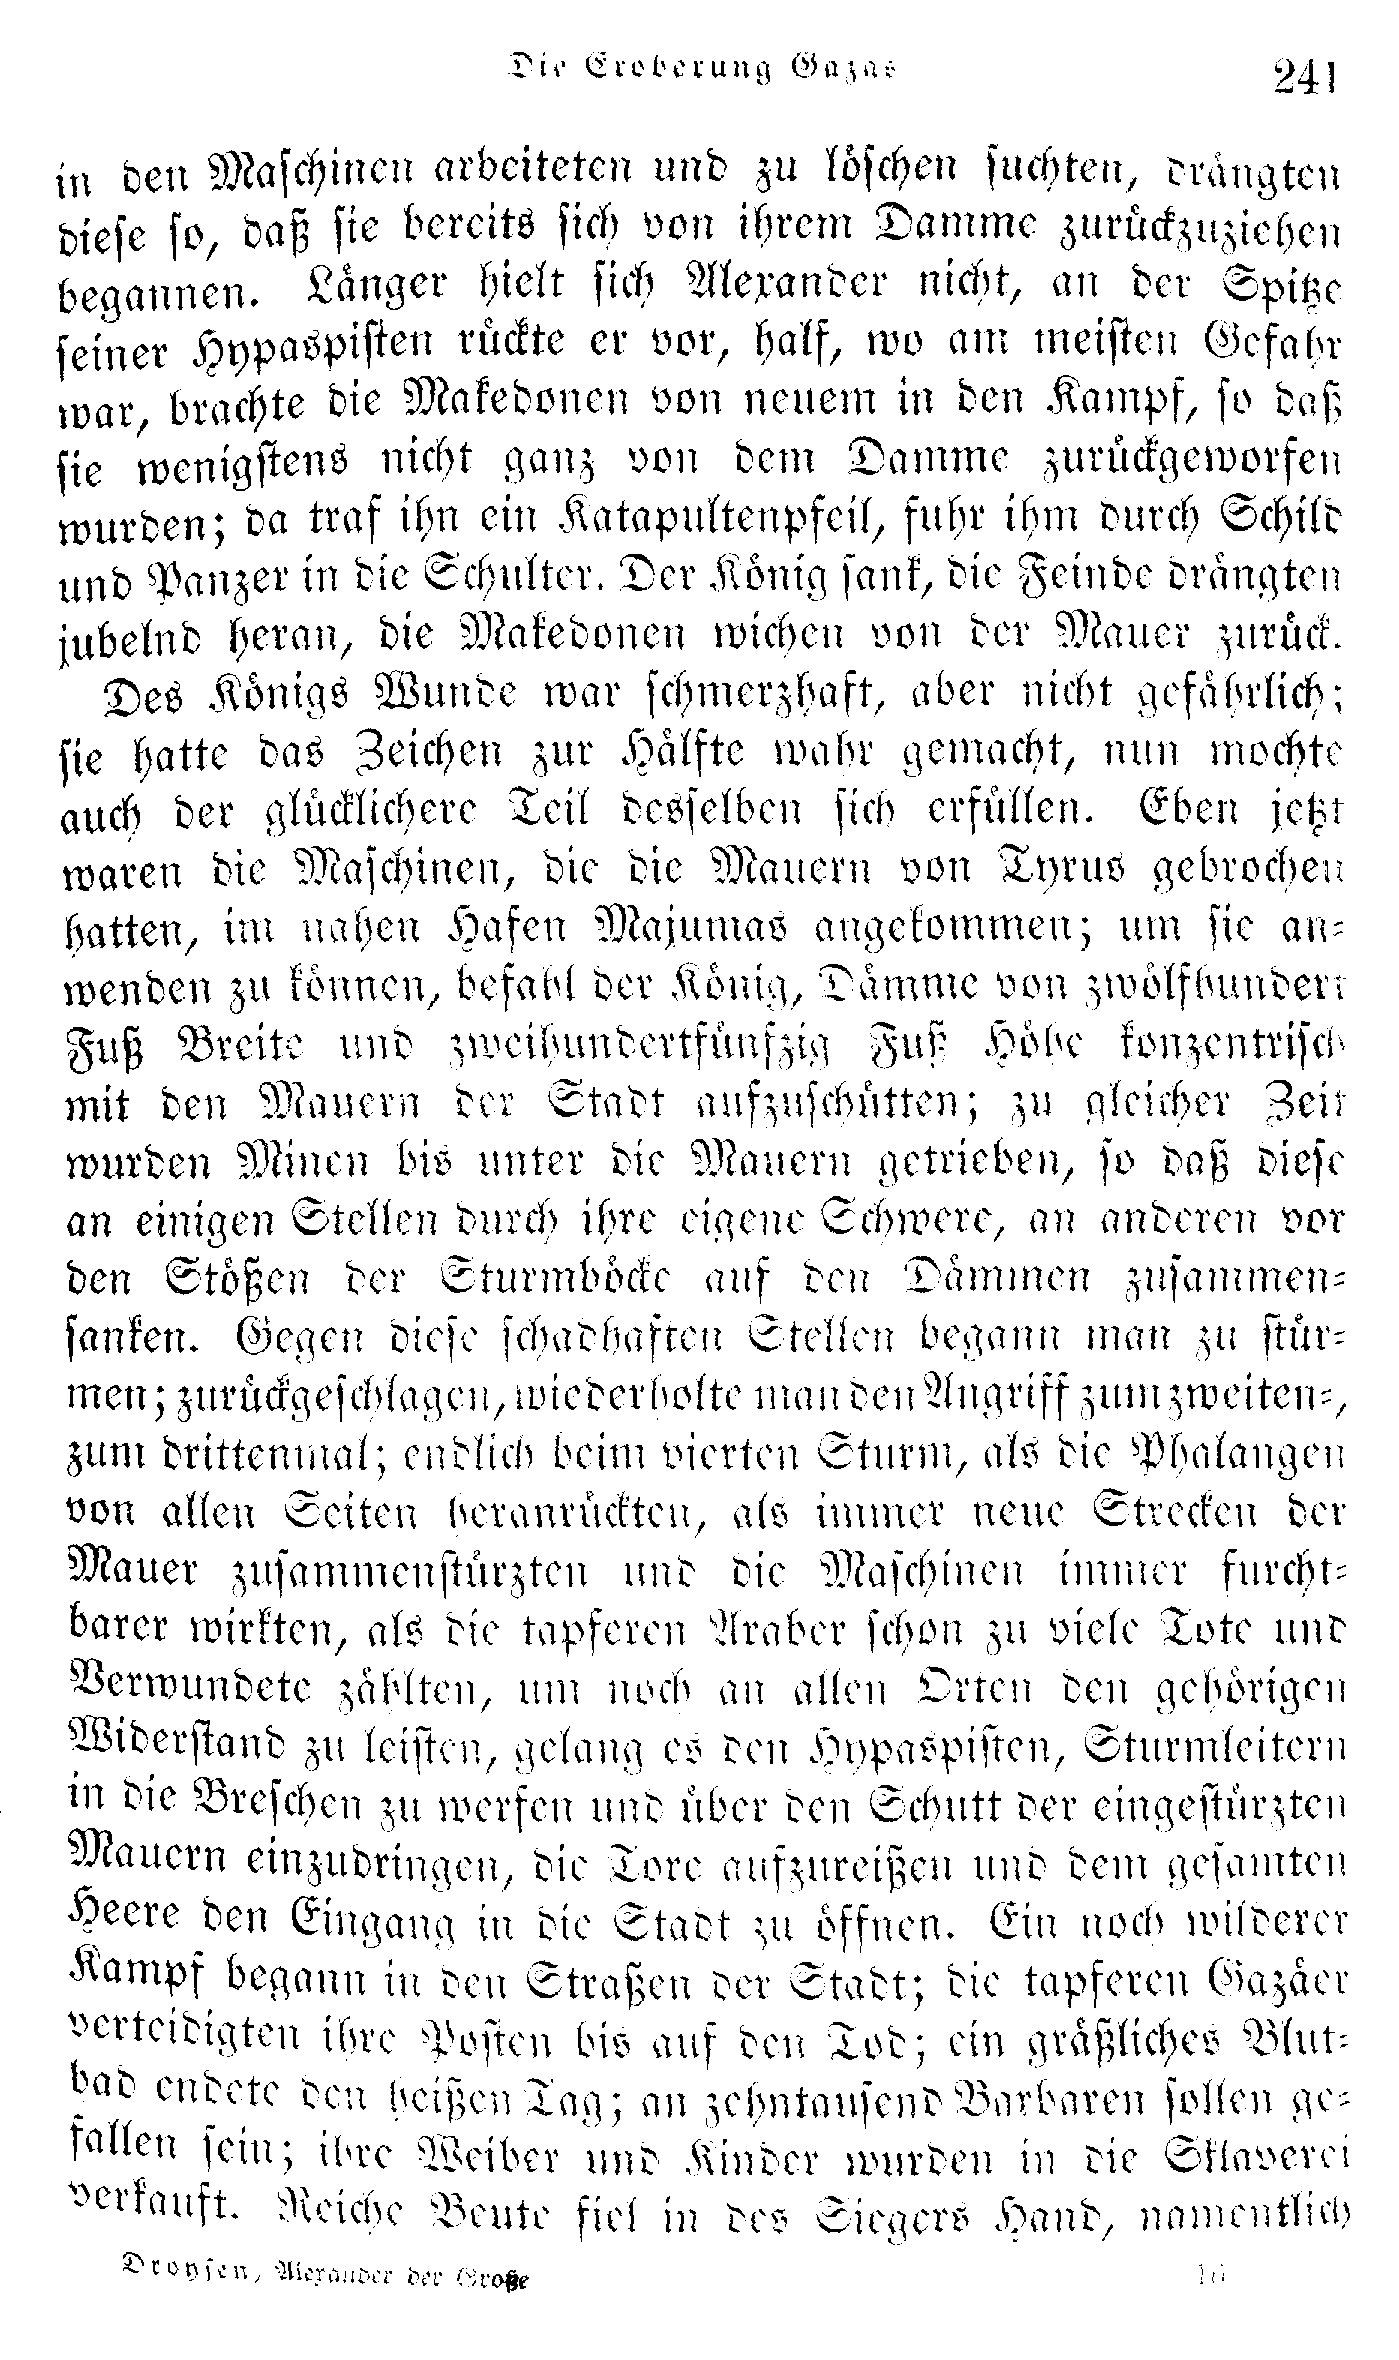 Die Eroberung Gazas 241
in den Maschinen arbeiteten und zu löschen suchten, drängten
diese so, daß sie bereits sich von ihrem Damme zurückzuziehen
begannen. Länger hielt sich Alexander nicht, an der Spitze
seiner Hypaspisten rückte er vor, half, wo am meisten Gefahr
war, brachte die Makedonen von neuem in den Kampf, so daß
sie wenigstens nicht ganz von dem Damme zurückgeworfen
wurden; da traf ihn ein Katapultenpfeil, fuhr ihm durch Schild
und Panzer in die Schulter. Der König sank, die Feinde drängten
jubelnd heran, die Makedonen wichen von der Mauer zurück.
Des Königs Wunde war schmerzhaft, aber nicht gefährlich;
sie hatte das Zeichen zur Hälfte wahr gemacht, nun mochte
auch der glücklichere Teil desselben sich erfüllen. Eben jetzt
waren die Maschinen, die die Mauern von Tyrus gebrochen
hatten, im nahen Hafen Majumas angekommen; um sie an-
wenden zu können, befahl der König, Dämme von zwölfhundert
Fuß Breite und zweihundertfünfzig Fuß Höhe konzentrisch
mit den Mauern der Stadt aufzuschütten; zu gleicher Zeit
wurden Minen bis unter die Mauern getrieben, so daß diese
an einigen Stellen durch ihre eigene Schwere, an anderen vor
den Stößen der Sturmböcke auf den Dämmen zusammen-
sanken. Gegen diese schadhaften Stellen begann man zu stür-
men; zurückgeschlagen, wiederholte man den Angriff zum zweiten-,
zum drittenmal; endlich beim vierten Sturm, als die Phalangen
von allen Seiten heranrückten, als immer neue Strecken der
Mauer zusammenstürzten und die Maschinen immer furcht-
barer wirkten, als die tapferen Araber schon zu viele Tote und
Verwundete zählten, um noch an allen Orten den gehörigen
Widerstand zu leisten, gelang es den Hypaspisten, Sturmleitern
in die Breschen zu werfen und über den Schutt der eingestürzten
Mauern einzudringen, die Tore aufzureißen und dem gesamten
Heere den Eingang in die Stadt zu öffnen. Ein noch wilderer
Kampf begann in den Straßen der Stadt; die tapferen Gazäer
verteidigten ihre Posten bis auf den Tod; ein gräßliches Blut-
bad endete den heißen Tag; an zehntausend Barbaren sollen ge-
fallen sein; ihre Weiber und Kinder wurden in die Sklaverei
verkauft. Reiche Beute fiel in des Siegers Hand, namentlich
Droysen, Alexander der Große 16